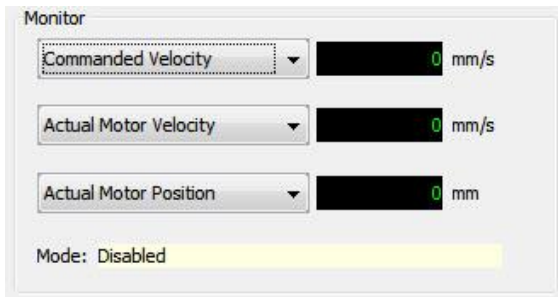 Monitor
Commanded Velocity 0 mm/s
Actual Motor Velocity 0 mm/s
Actual Motor Position 0 mm
Mode: Disabled